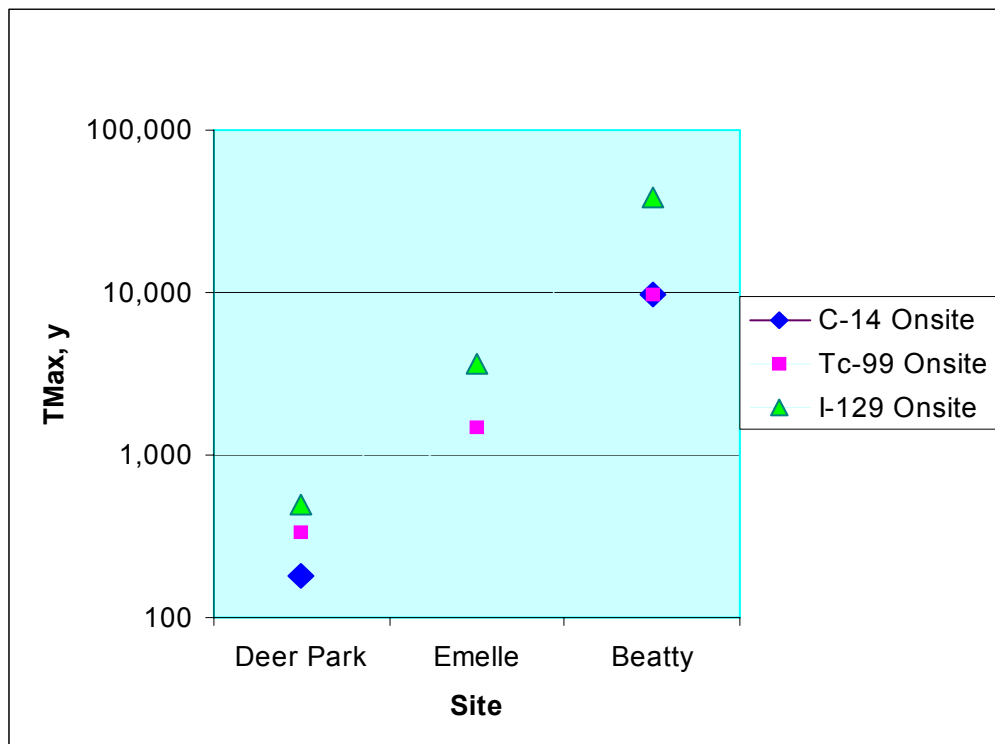 100,000
10,000
1,000
100
TMax, y
Deer Park
Emelle
Beatty
Site
C-14 Onsite
Tc-99 Onsite
I-129 Onsite